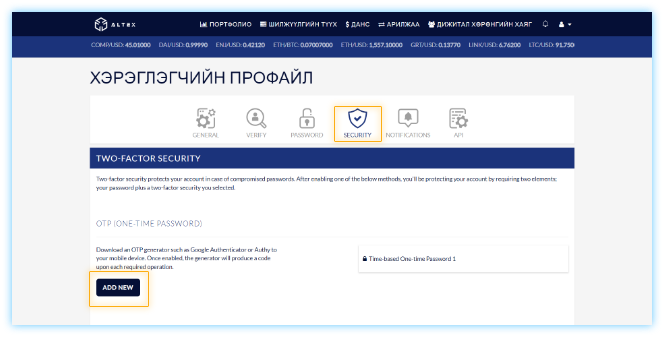 ALTEX ПОРТФОЛИО ШИЛЖҮҮЛГИЙН ТҮҮХ $ ДАНС АРИЛЖАА ДИЖИТАЛ ХӨРӨНГИЙН ХАЯГ
COMP/USD: 45.01000 DAI/USD: 0.99990 ENJ/USD: 0.42120 ETH/BTC: 0.07007000 ETH/USD: 1,557.10000 GRT/USD: 0.13770 LINK/USD: 6.76200 LTC/USD: 91.750
ХЭРЭГЛЭГЧИЙН ПРОФАЙЛ
GENERAL VERIFY PASSWORD SECURITY NOTIFICATIONS API
TWO-FACTOR SECURITY
Two-factor security protects your account in case of compromised passwords. After enabling one of the below methods, you'll be protecting your account by requiring two elements;
your password plus a two-factor security you selected.
OTP (ONE-TIME PASSWORD)
Download an OTP generator such as Google Authenticator or Authy to
your mobile device. Once enabled, the generator will produce a code
upon each required operation.
Time-based One-time Password 1
ADD NEW